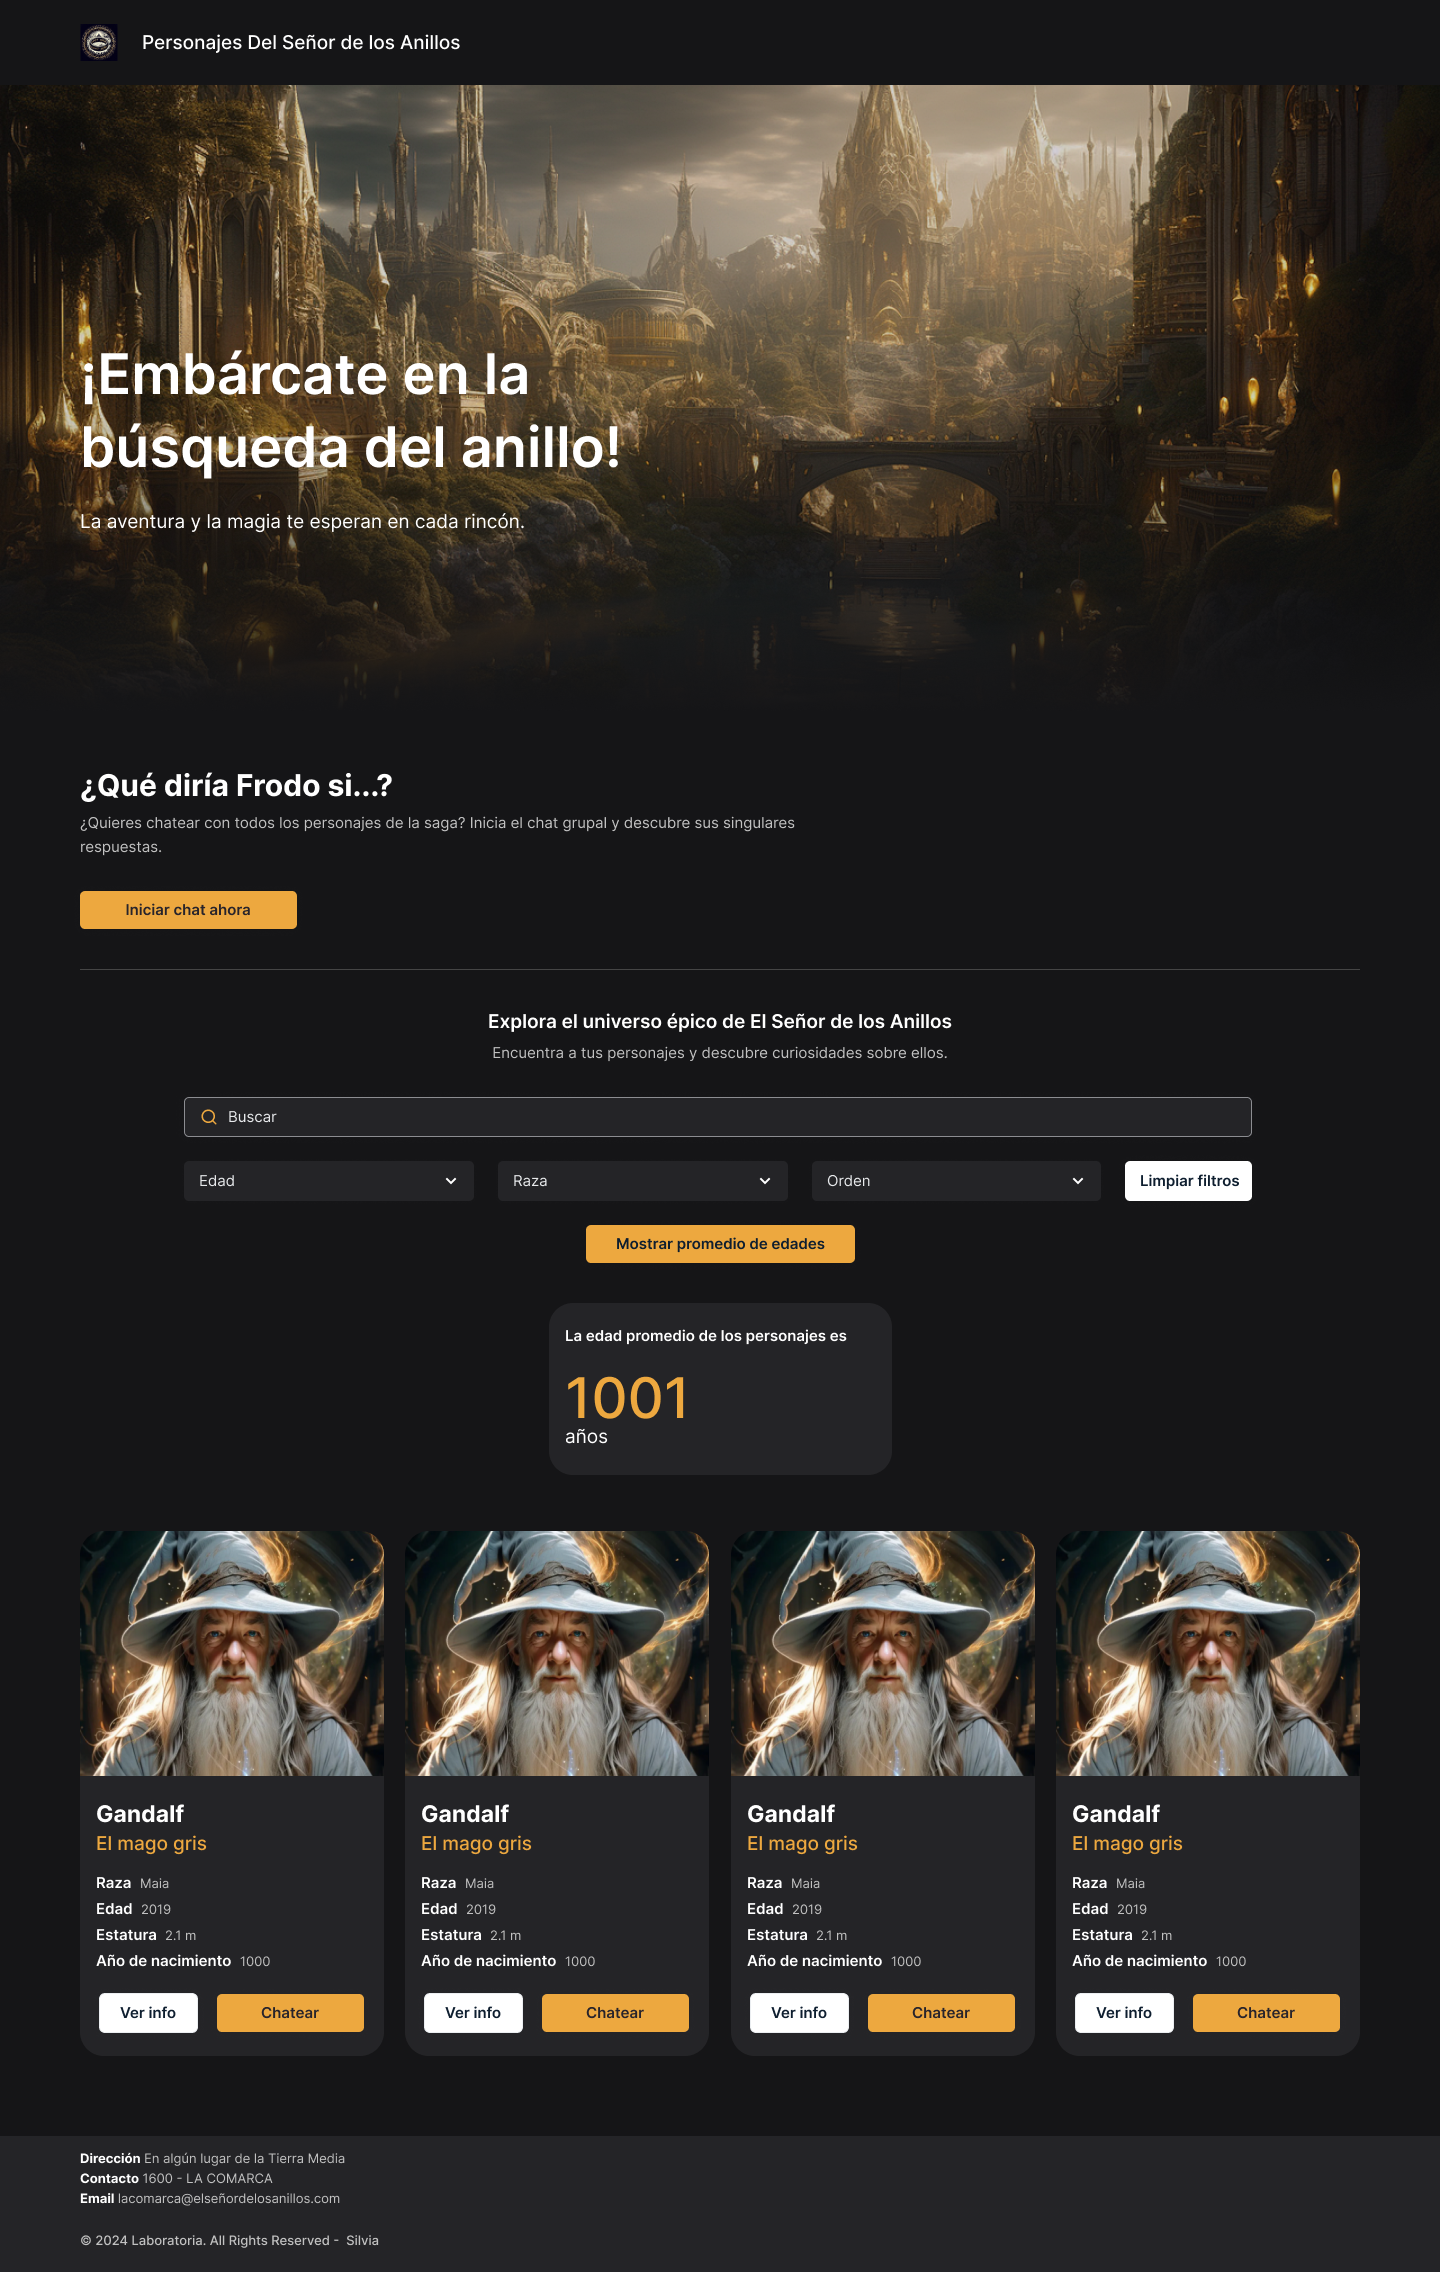 Personajes Del Señor de los Anillos
¡Embárcate en la
búsqueda del anillo!
La aventura y la magia te esperan en cada rincón.
¿Qué diría Frodo si...?
¿Quieres chatear con todos los personajes de la saga? Inicia el chat grupal y descubre sus singulares
respuestas.
Iniciar chat ahora
Explora el universo épico de El Señor de los Anillos
Encuentra a tus personajes y descubre curiosidades sobre ellos.
Buscar
Edad
Raza
Orden
Limpiar filtros
Mostrar promedio de edades
La edad promedio de los personajes es
1001
años
Gandalf
El mago gris
Raza Maia
Edad 2019
Estatura 2.1 m
Año de nacimiento 1000
Ver info
Chatear
Gandalf
El mago gris
Raza Maia
Edad 2019
Estatura 2.1 m
Año de nacimiento 1000
Ver info
Chatear
Gandalf
El mago gris
Raza Maia
Edad 2019
Estatura 2.1 m
Año de nacimiento 1000
Ver info
Chatear
Gandalf
El mago gris
Raza Maia
Edad 2019
Estatura 2.1 m
Año de nacimiento 1000
Ver info
Chatear
Dirección En algún lugar de la Tierra Media
Contacto 1600 - LA COMARCA
Email lacomarca@elseñordelosanillos.com
© 2024 Laboratoria. All Rights Reserved - Silvia